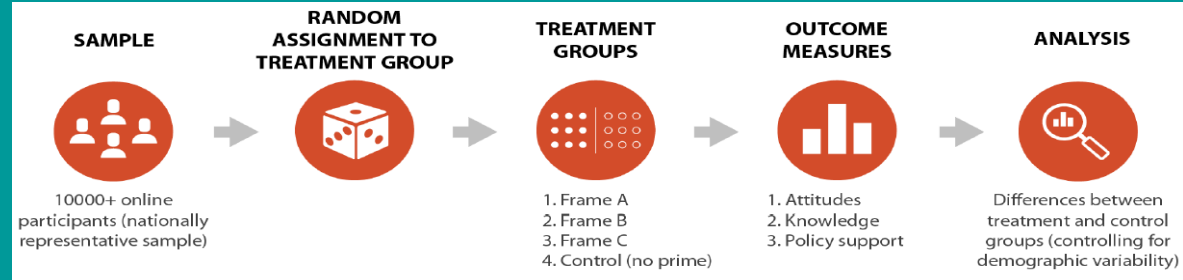 SAMPLE
10000+ online
participants (nationally
representative sample)
RANDOM
ASSIGNMENT TO
TREATMENT GROUP
TREATMENT
GROUPS
1. Frame A
2. Frame B
3. Frame C
4. Control (no prime)
OUTCOME
MEASURES
1. Attitudes
2. Knowledge
3. Policy support
ANALYSIS
Differences between
treatment and control
groups (controlling for
demographic variability)